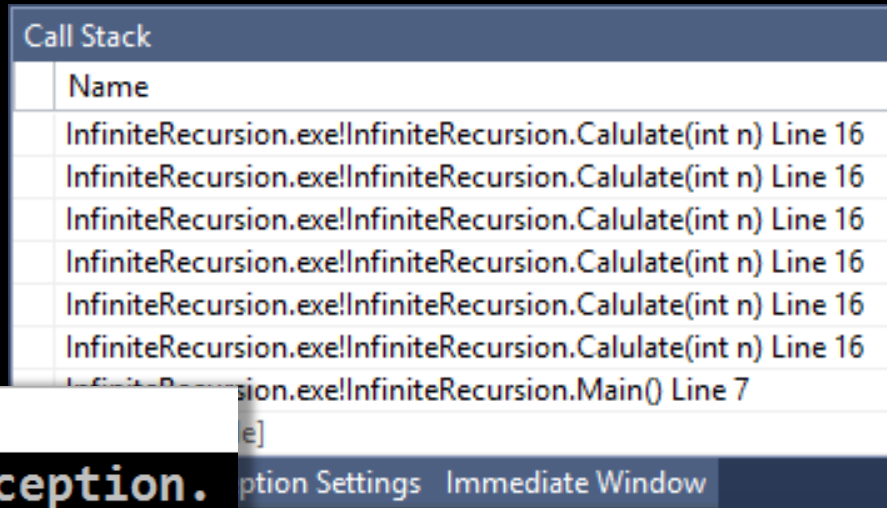 Call Stack
Name
InfiniteRecursion.exe!InfiniteRecursion.Calulate(int n) Line 16
InfiniteRecursion.exe!InfiniteRecursion.Calulate(int n) Line 16
InfiniteRecursion.exe!InfiniteRecursion.Calulate(int n) Line 16
InfiniteRecursion.exe!InfiniteRecursion.Calulate(int n) Line 16
InfiniteRecursion.exe!InfiniteRecursion.Calulate(int n) Line 16
InfiniteRecursion.exe!InfiniteRecursion.Calulate(int n) Line 16
InfiniteRecursion.exe!InfiniteRecursion.Main() Line 7
e]
ception.
ption Settings Immediate Window